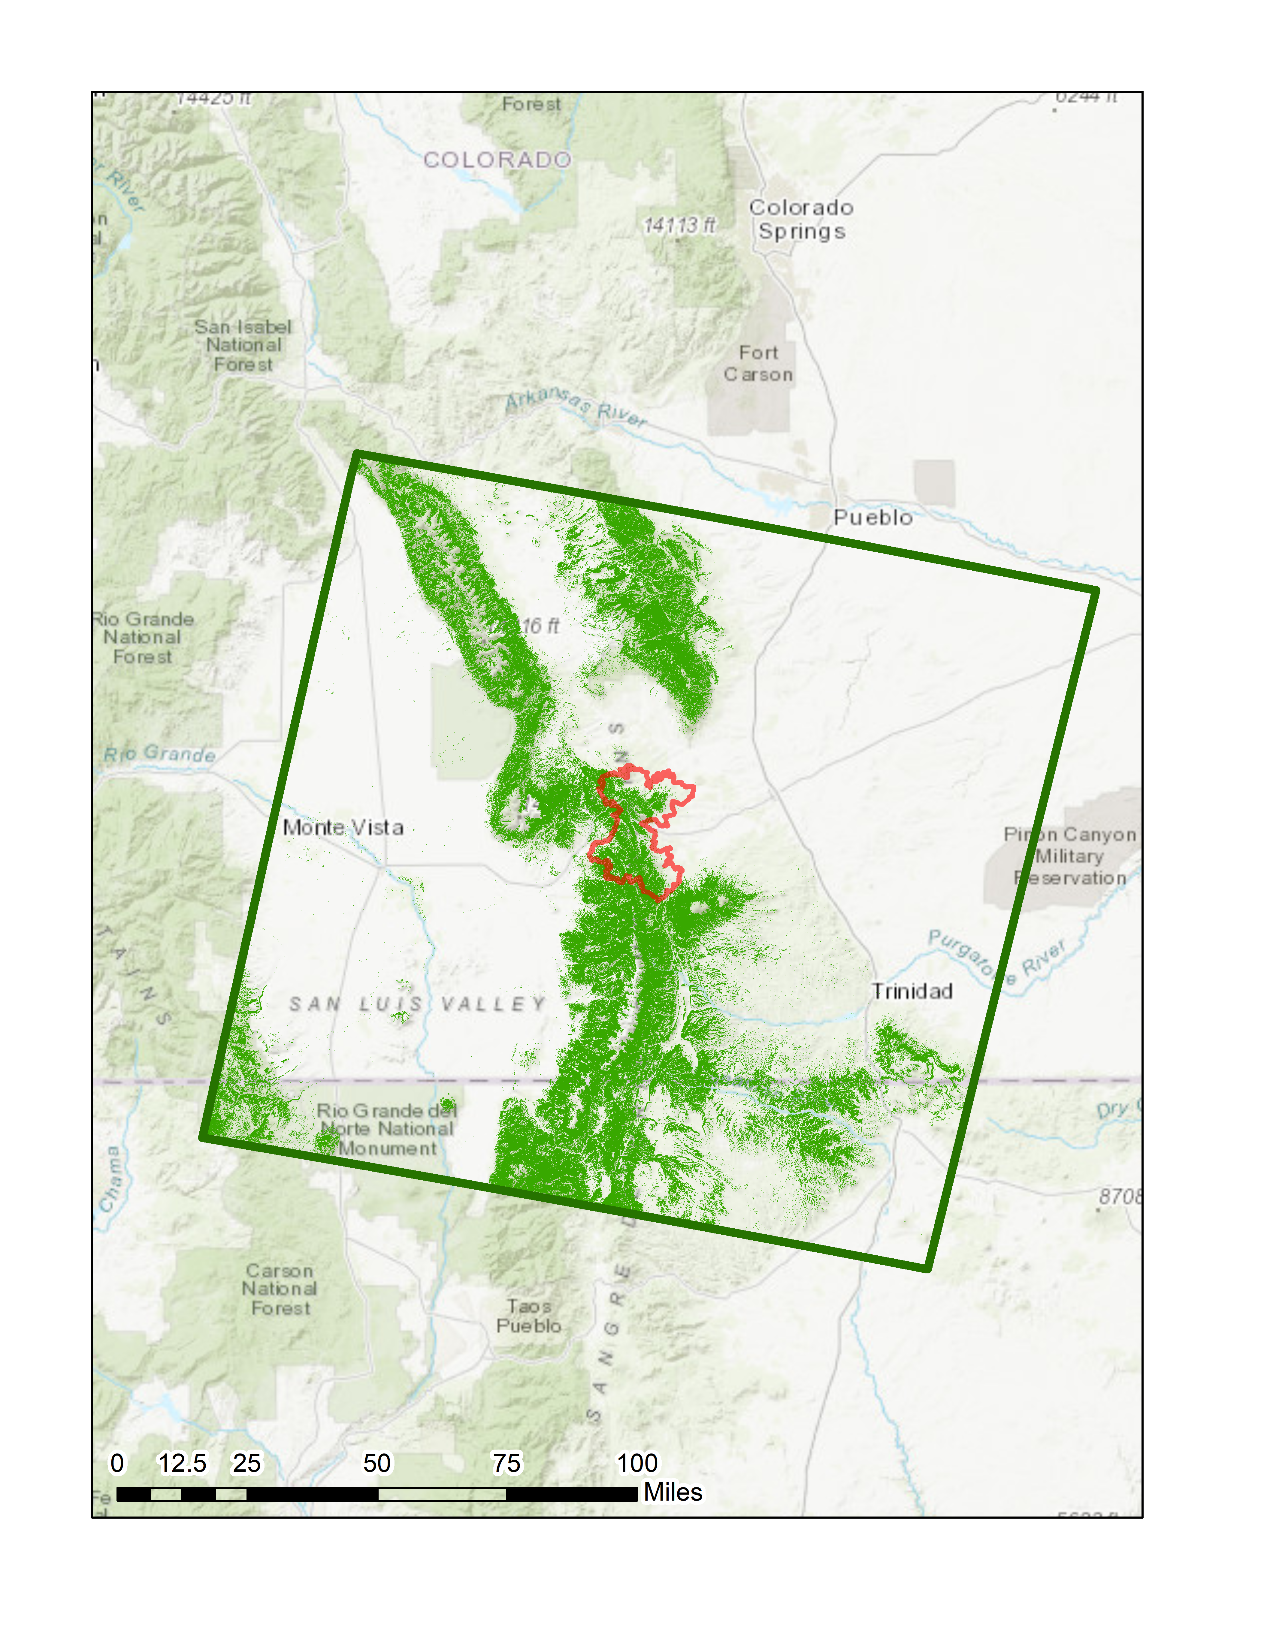 14425 ft
Forest
6244 ft
COLORADO
River
Colorado
Springs
14113 ft
San Isabel
National
Forest
Fort
Carson
Arkansas River
Pueblo
Rio Grande
National
Forest
16 ft
Rio Grande
N S
Monte Vista
Pinon Canyon
Military
Reservation
T A I N S
Purgatoire River
Trinidad
SAN LUIS VALLEY
Rio Grande del
Norte National
Monument
Dry
Chama
8708
Carson
National
Forest
Taos
Pueblo
SANGRE D
0 12.5 25 50 75 100
Miles